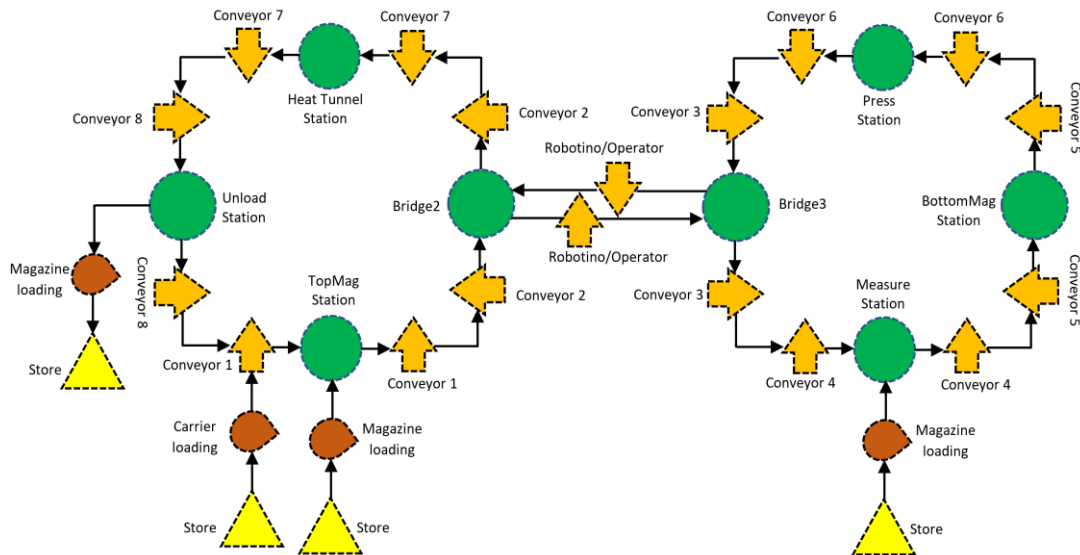 Conveyor 7
Conveyor 7
Conveyor 6
Conveyor 6
Heat Tunnel
Station
Press
Station
Conveyor 8
Conveyor 2
Conveyor 3
Conveyor 5
Robotino/Operator
Unload
Station
Bridge2
Bridge3
BottomMag
Station
Robotino/Operator
Magazine
loading
Conveyor 8
TopMag
Station
Conveyor 2
Conveyor 3
Measure
Station
Conveyor 5
Store
Conveyor 1
Conveyor 1
Conveyor 4
Conveyor 4
Carrier
loading
Magazine
loading
Magazine
loading
Store
Store
Store